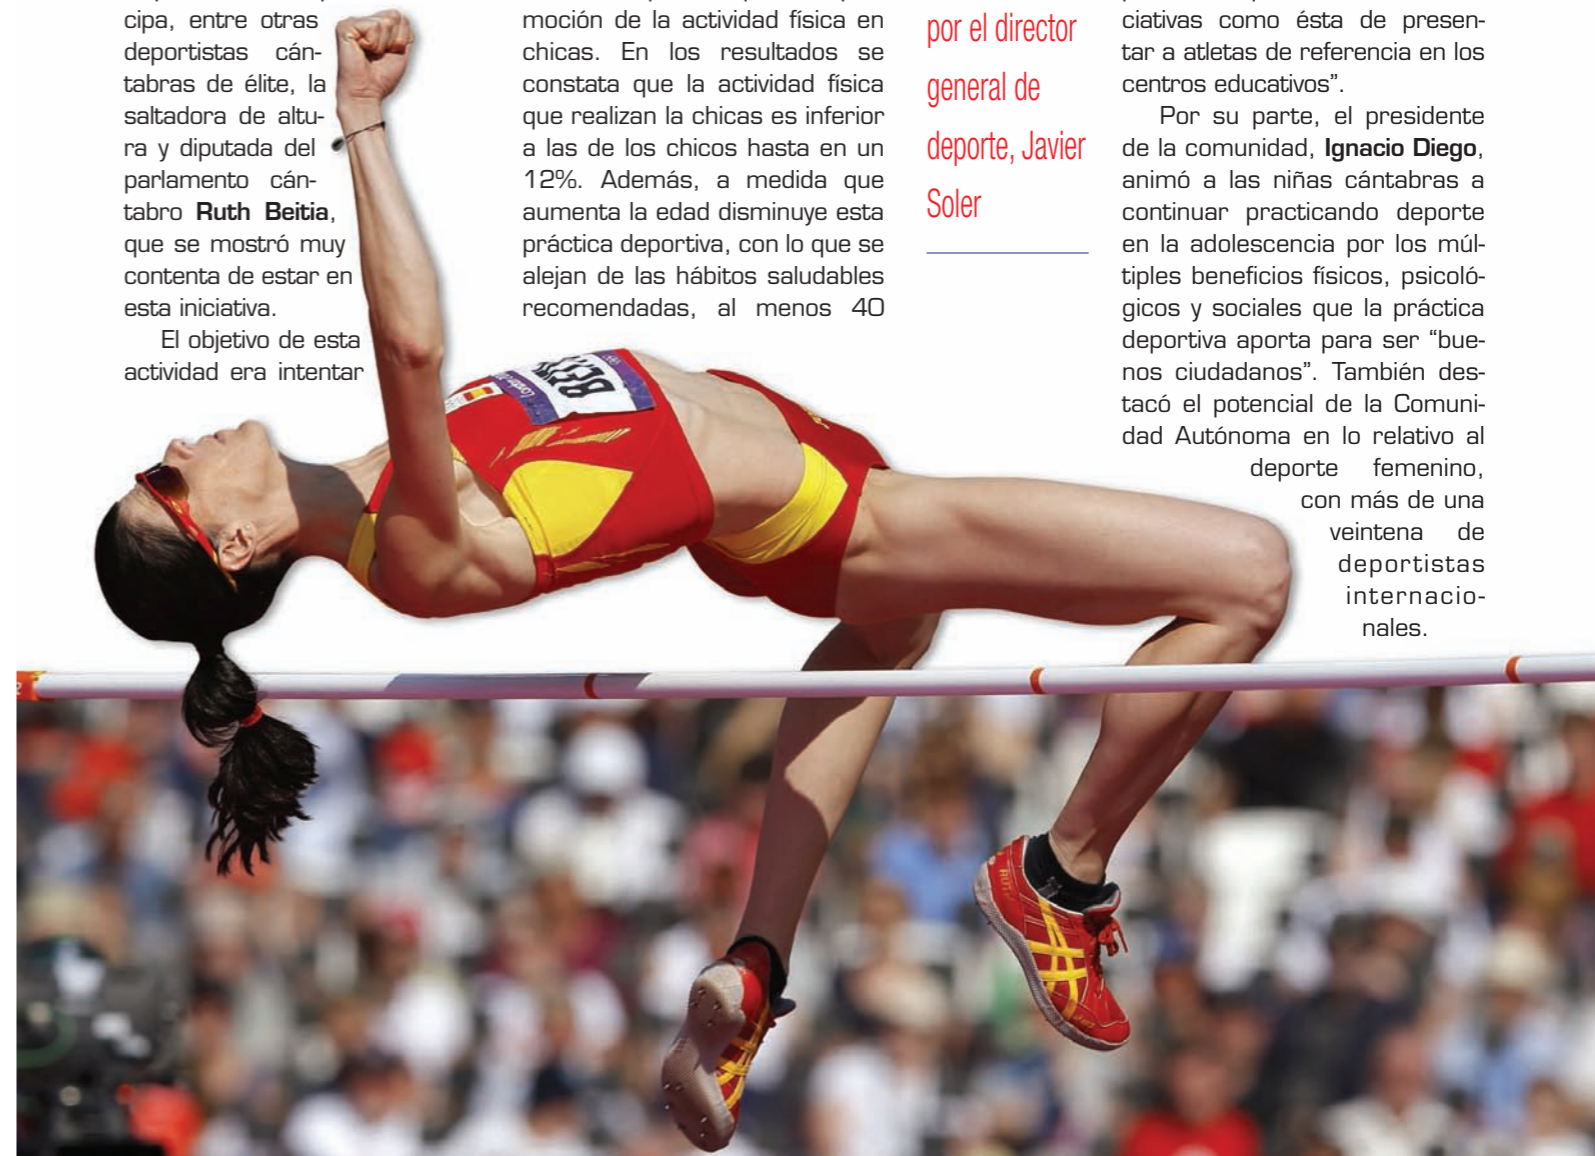 cipa, entre otras
deportistas cán-
tabras de élite, la
saltadora de altu-
ra y diputada del
parlamento cán-
tabro Ruth Beitia,
que se mostró muy
contenta de estar en
esta iniciativa.
El objetivo de esta
actividad era intentar
moción de la actividad física en
chicas. En los resultados se
constata que la actividad física
que realizan la chicas es inferior
a las de los chicos hasta en un
12%. Además, a medida que
aumenta la edad disminuye esta
práctica deportiva, con lo que se
alejan de las hábitos saludables
recomendadas, al menos 40
por el director
general de
deporte, Javier
Soler
ciativas como ésta de presen-
tar a atletas de referencia en los
centros educativos”.
Por su parte, el presidente
de la comunidad, Ignacio Diego,
animó a las niñas cántabras a
continuar practicando deporte
en la adolescencia por los múl-
tiples beneficios físicos, psicoló-
gicos y sociales que la práctica
deportiva aporta para ser “bue-
nos ciudadanos”. También des-
tacó el potencial de la Comuni-
dad Autónoma en lo relativo al
deporte femenino,
con más de una
veintena de
deportistas
internacio-
nales.